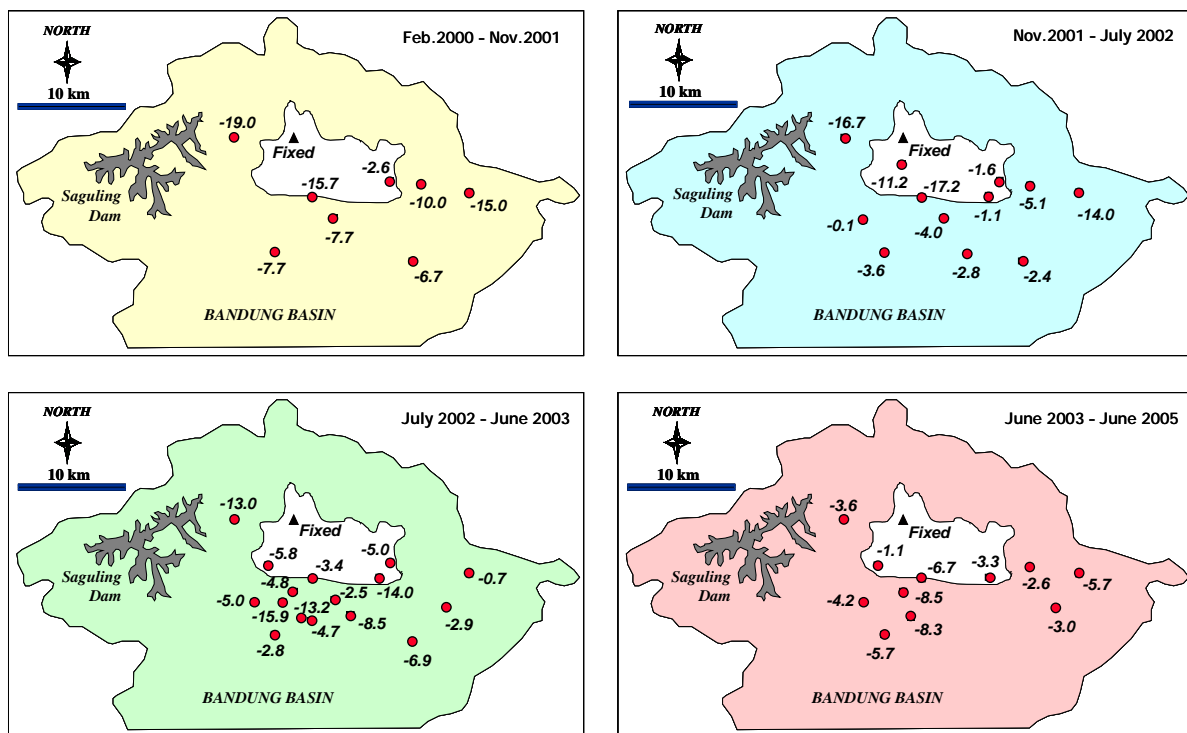 NORTH
Feb.2000 - Nov.2001
10 km
-19.0
Fixed
-2.6
-15.7
-10.0
-15.0
Saguling
Dam
-7.7
-7.7
-6.7
BANDUNG BASIN
NORTH
Nov.2001 - July 2002
10 km
-16.7
Fixed
-11.2
-1.6
-17.2
-1.1
-5.1
-14.0
Saguling
Dam
-0.1
-4.0
-3.6
-2.8
-2.4
BANDUNG BASIN
NORTH
July 2002 - June 2003
10 km
-13.0
Fixed
-5.8
-5.0
-3.4
Saguling
Dam
-4.8
-14.0
-0.7
-5.0
-2.5
-15.9
-13.2
-4.7
-8.5
-2.9
-2.8
-6.9
BANDUNG BASIN
NORTH
June 2003 - June 2005
10 km
-3.6
Fixed
-1.1
-6.7
-3.3
-2.6
-5.7
Saguling
Dam
-4.2
-8.5
-8.3
-3.0
-5.7
BANDUNG BASIN